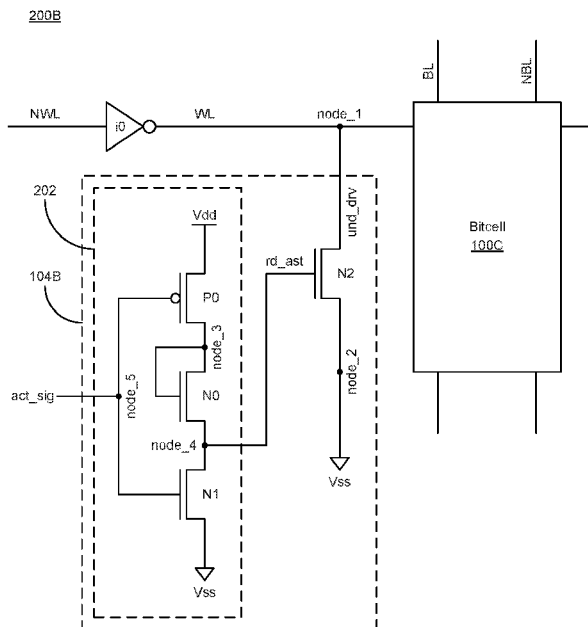 200B
BL
NBL
NWL
i0
WL
node_1
202
Vdd
und_drv
Bitcell
100C
104B
rd_ast
N2
P0
node_3
node_2
act_sig
node_5
N0
node_4
N1
Vss
Vss